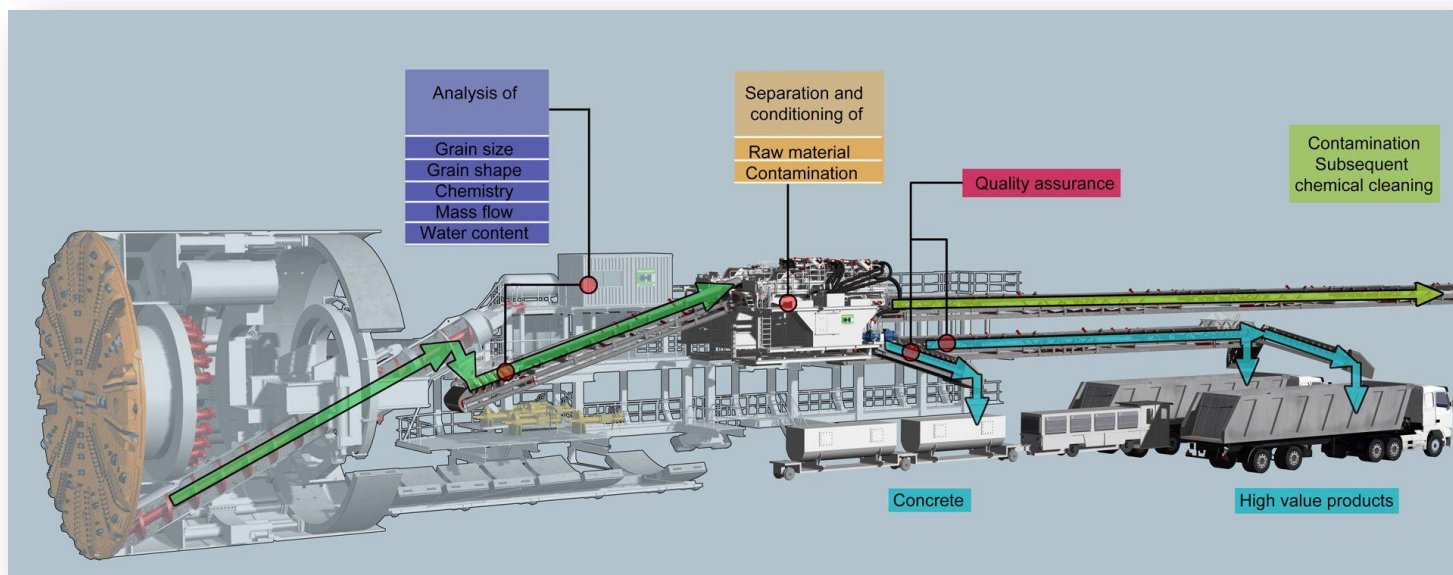 Analysis of
Grain size
Grain shape
Chemistry
Mass flow
Water content
Separation and
conditioning of
Raw material
Contamination
Quality assurance
Contamination
Subsequent
chemical cleaning
Concrete
High value products